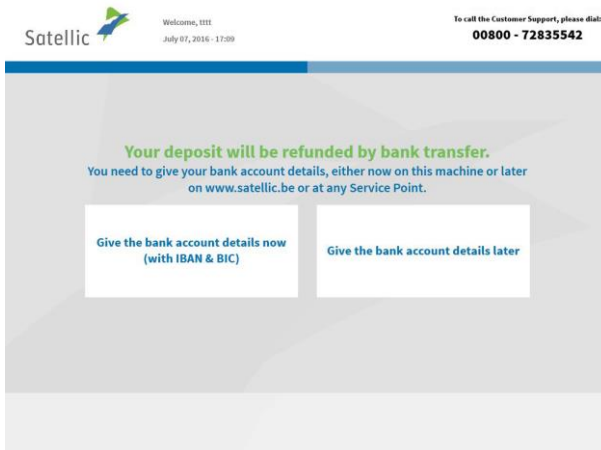 Satellic
Welcome, tttt
July 07, 2016 - 17:09
To call the Customer Support, please dial:
00800 - 72835542
Your deposit will be refunded by bank transfer.
You need to give your bank account details, either now on this machine or later
on www.satellic.be or at any Service Point.
Give the bank account details now
(with IBAN & BIC)
Give the bank account details later